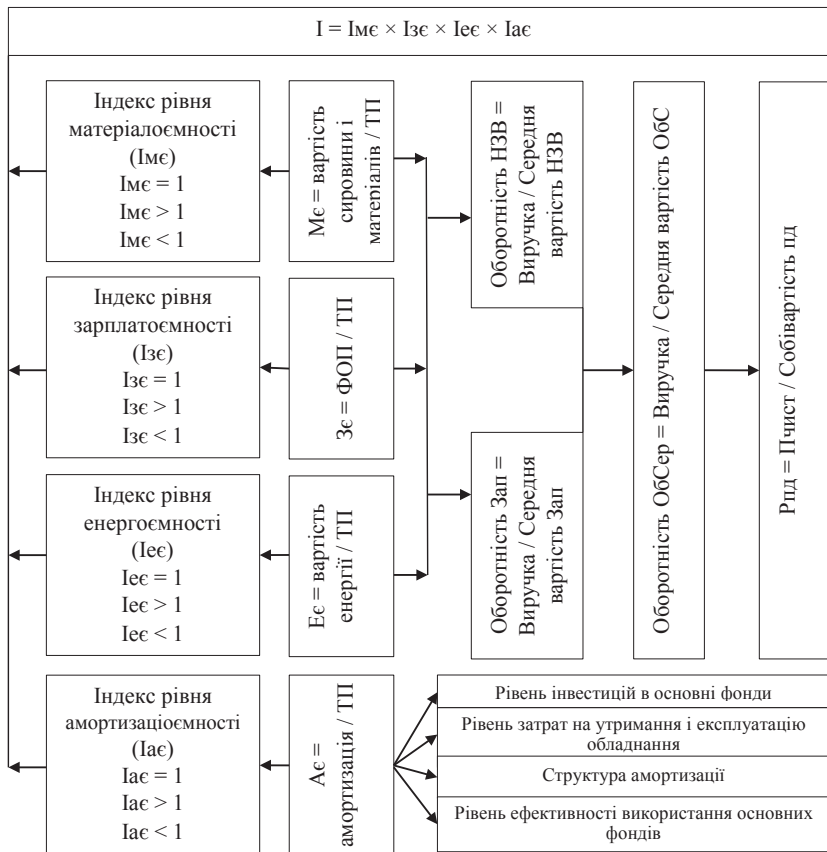 І = Імє × Ізє × Іеє × Іає
Індекс рівня
матеріалоємності
(Імє)
Імє = 1
Імє > 1
Імє < 1
Мє = вартість
сировини і
матеріалів / ТП
Оборотність НЗВ =
Виручка / Середня
вартість НЗВ
Оборотність ОбСер = Виручка / Середня вартість ОбС
Рпд = Пчист / Собівартість пд
Індекс рівня
зарплатоємності
(Ізє)
Ізє = 1
Ізє > 1
Ізє < 1
Зє = ФОП / ТП
Оборотність Зап =
Виручка / Середня
вартість Зап
Індекс рівня
енергоємності
(Іеє)
Іеє = 1
Іеє > 1
Іеє < 1
Еє = вартість
енергії / ТП
Індекс рівня
амортизаціоємності
(Іає)
Іає = 1
Іає > 1
Іає < 1
Ає =
амортизація / ТП
Рівень інвестицій в основні фонди
Рівень затрат на утримання і експлуатацію
обладнання
Структура амортизації
Рівень ефективності використання основних
фондів